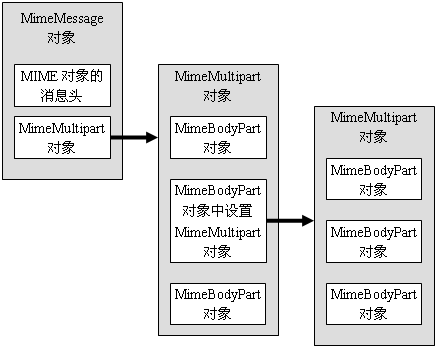 MimeMessage
对象
MIME 对象的
消息头
MimeMultipart
对象
MimeMultipart
对象
MimeBodyPart
对象
MimeBodyPart
对象中设置
MimeMultipart
对象
MimeBodyPart
对象
MimeMultipart
对象
MimeBodyPart
对象
MimeBodyPart
对象
MimeBodyPart
对象